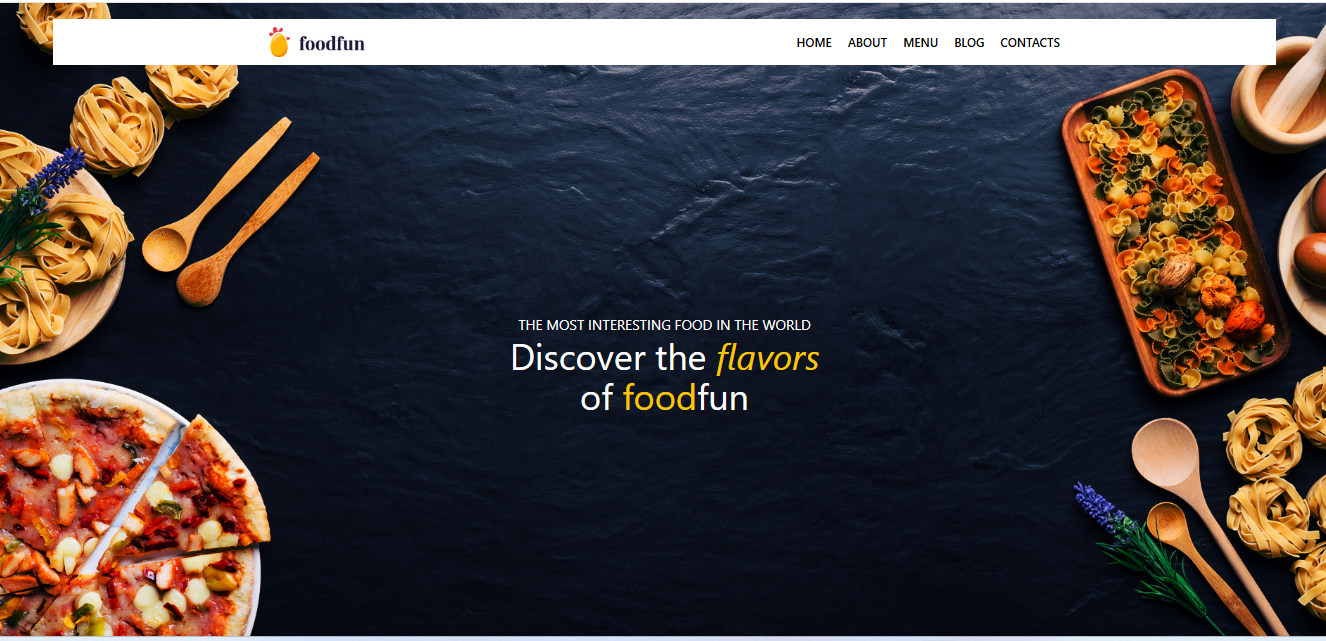 foodfun
HOME ABOUT MENU BLOG CONTACTS
THE MOST INTERESTING FOOD IN THE WORLD
Discover the flavors
of foodfun